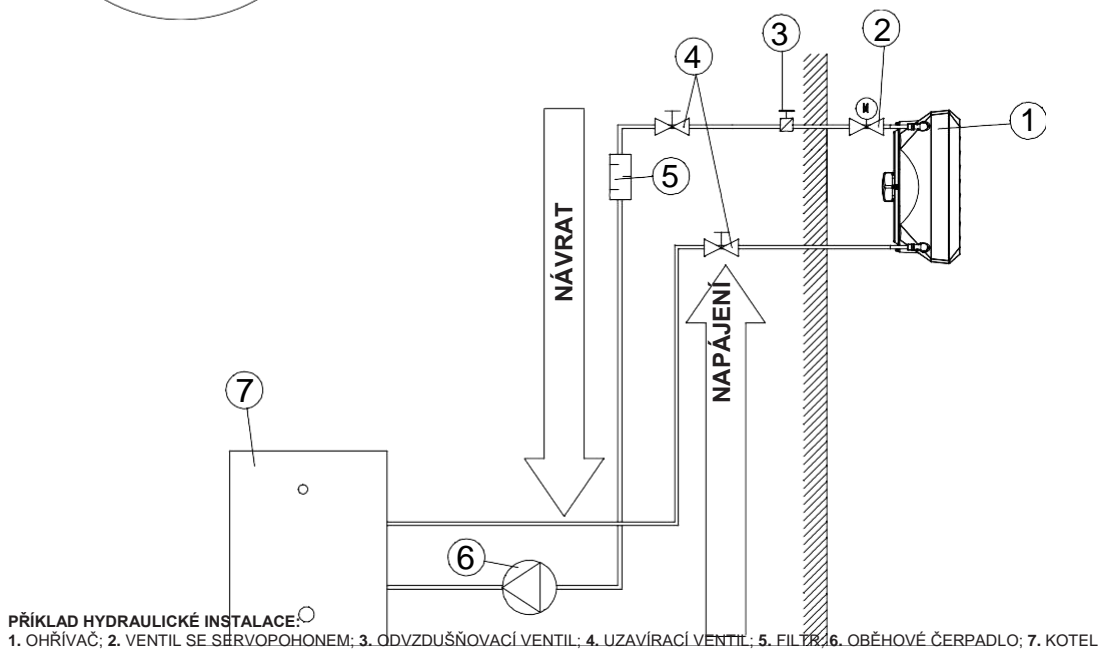 3
2
4
1
M
5
NÁVRAT
NAPÁJENÍ
7
6
PŘÍKLAD HYDRAULICKÉ INSTALACE:
1. OHŘÍVAČ; 2. VENTIL SE SERVOPOHONEM; 3. ODVZDUŠŇOVACÍ VENTIL; 4. UZAVÍRACÍ VENTIL; 5. FILTR; 6. OBĚHOVÉ ČERPADLO; 7. KOTEL